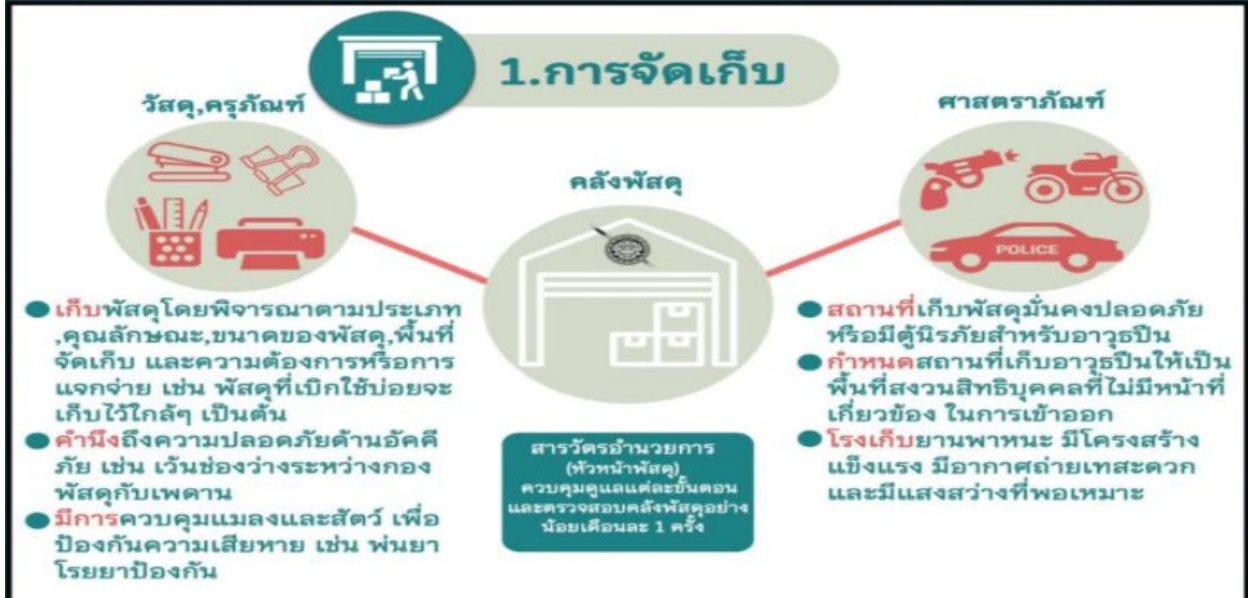 1.การจัดเก็บ
วัสดุ,ครุภัณฑ์
เก็บพัสดุโดยพิจารณาตามประเภท
,คุณลักษณะ,ขนาดของพัสดุ,พื้นที่
จัดเก็บ และความต้องการหรือการ
แจกจ่าย เช่น พัสดุที่เบิกใช้บ่อยจะ
เก็บไว้ใกล้ๆ เป็นต้น
คำนึงถึงความปลอดภัยด้านอัคคี
ภัย เช่น เว้นช่องว่างระหว่างกอง
พัสดุกับเพดาน
มีการควบคุมแมลงและสัตว์ เพื่อ
ป้องกันความเสียหาย เช่น พ่นยา
โรยยาป้องกัน
คลังพัสดุ
สารวัตรอำนวยการ
(หัวหน้าพัสดุ)
ควบคุมดูแลแต่ละขั้นตอน
และตรวจสอบคลังพัสดุอย่าง
น้อยเดือนละ 1 ครั้ง
ศาสตราภัณฑ์
POLICE
สถานที่เก็บพัสดุมั่นคงปลอดภัย
หรือมีตู้นิรภัยสำหรับอาวุธปืน
กำหนดสถานที่เก็บอาวุธปืนให้เป็น
พื้นที่สงวนสิทธิบุคคลที่ไม่มีหน้าที่
เกี่ยวข้อง ในการเข้าออก
โรงเก็บยานพาหนะ มีโครงสร้าง
แข็งแรง มีอากาศถ่ายเทสะดวก
และมีแสงสว่างที่พอเหมาะ